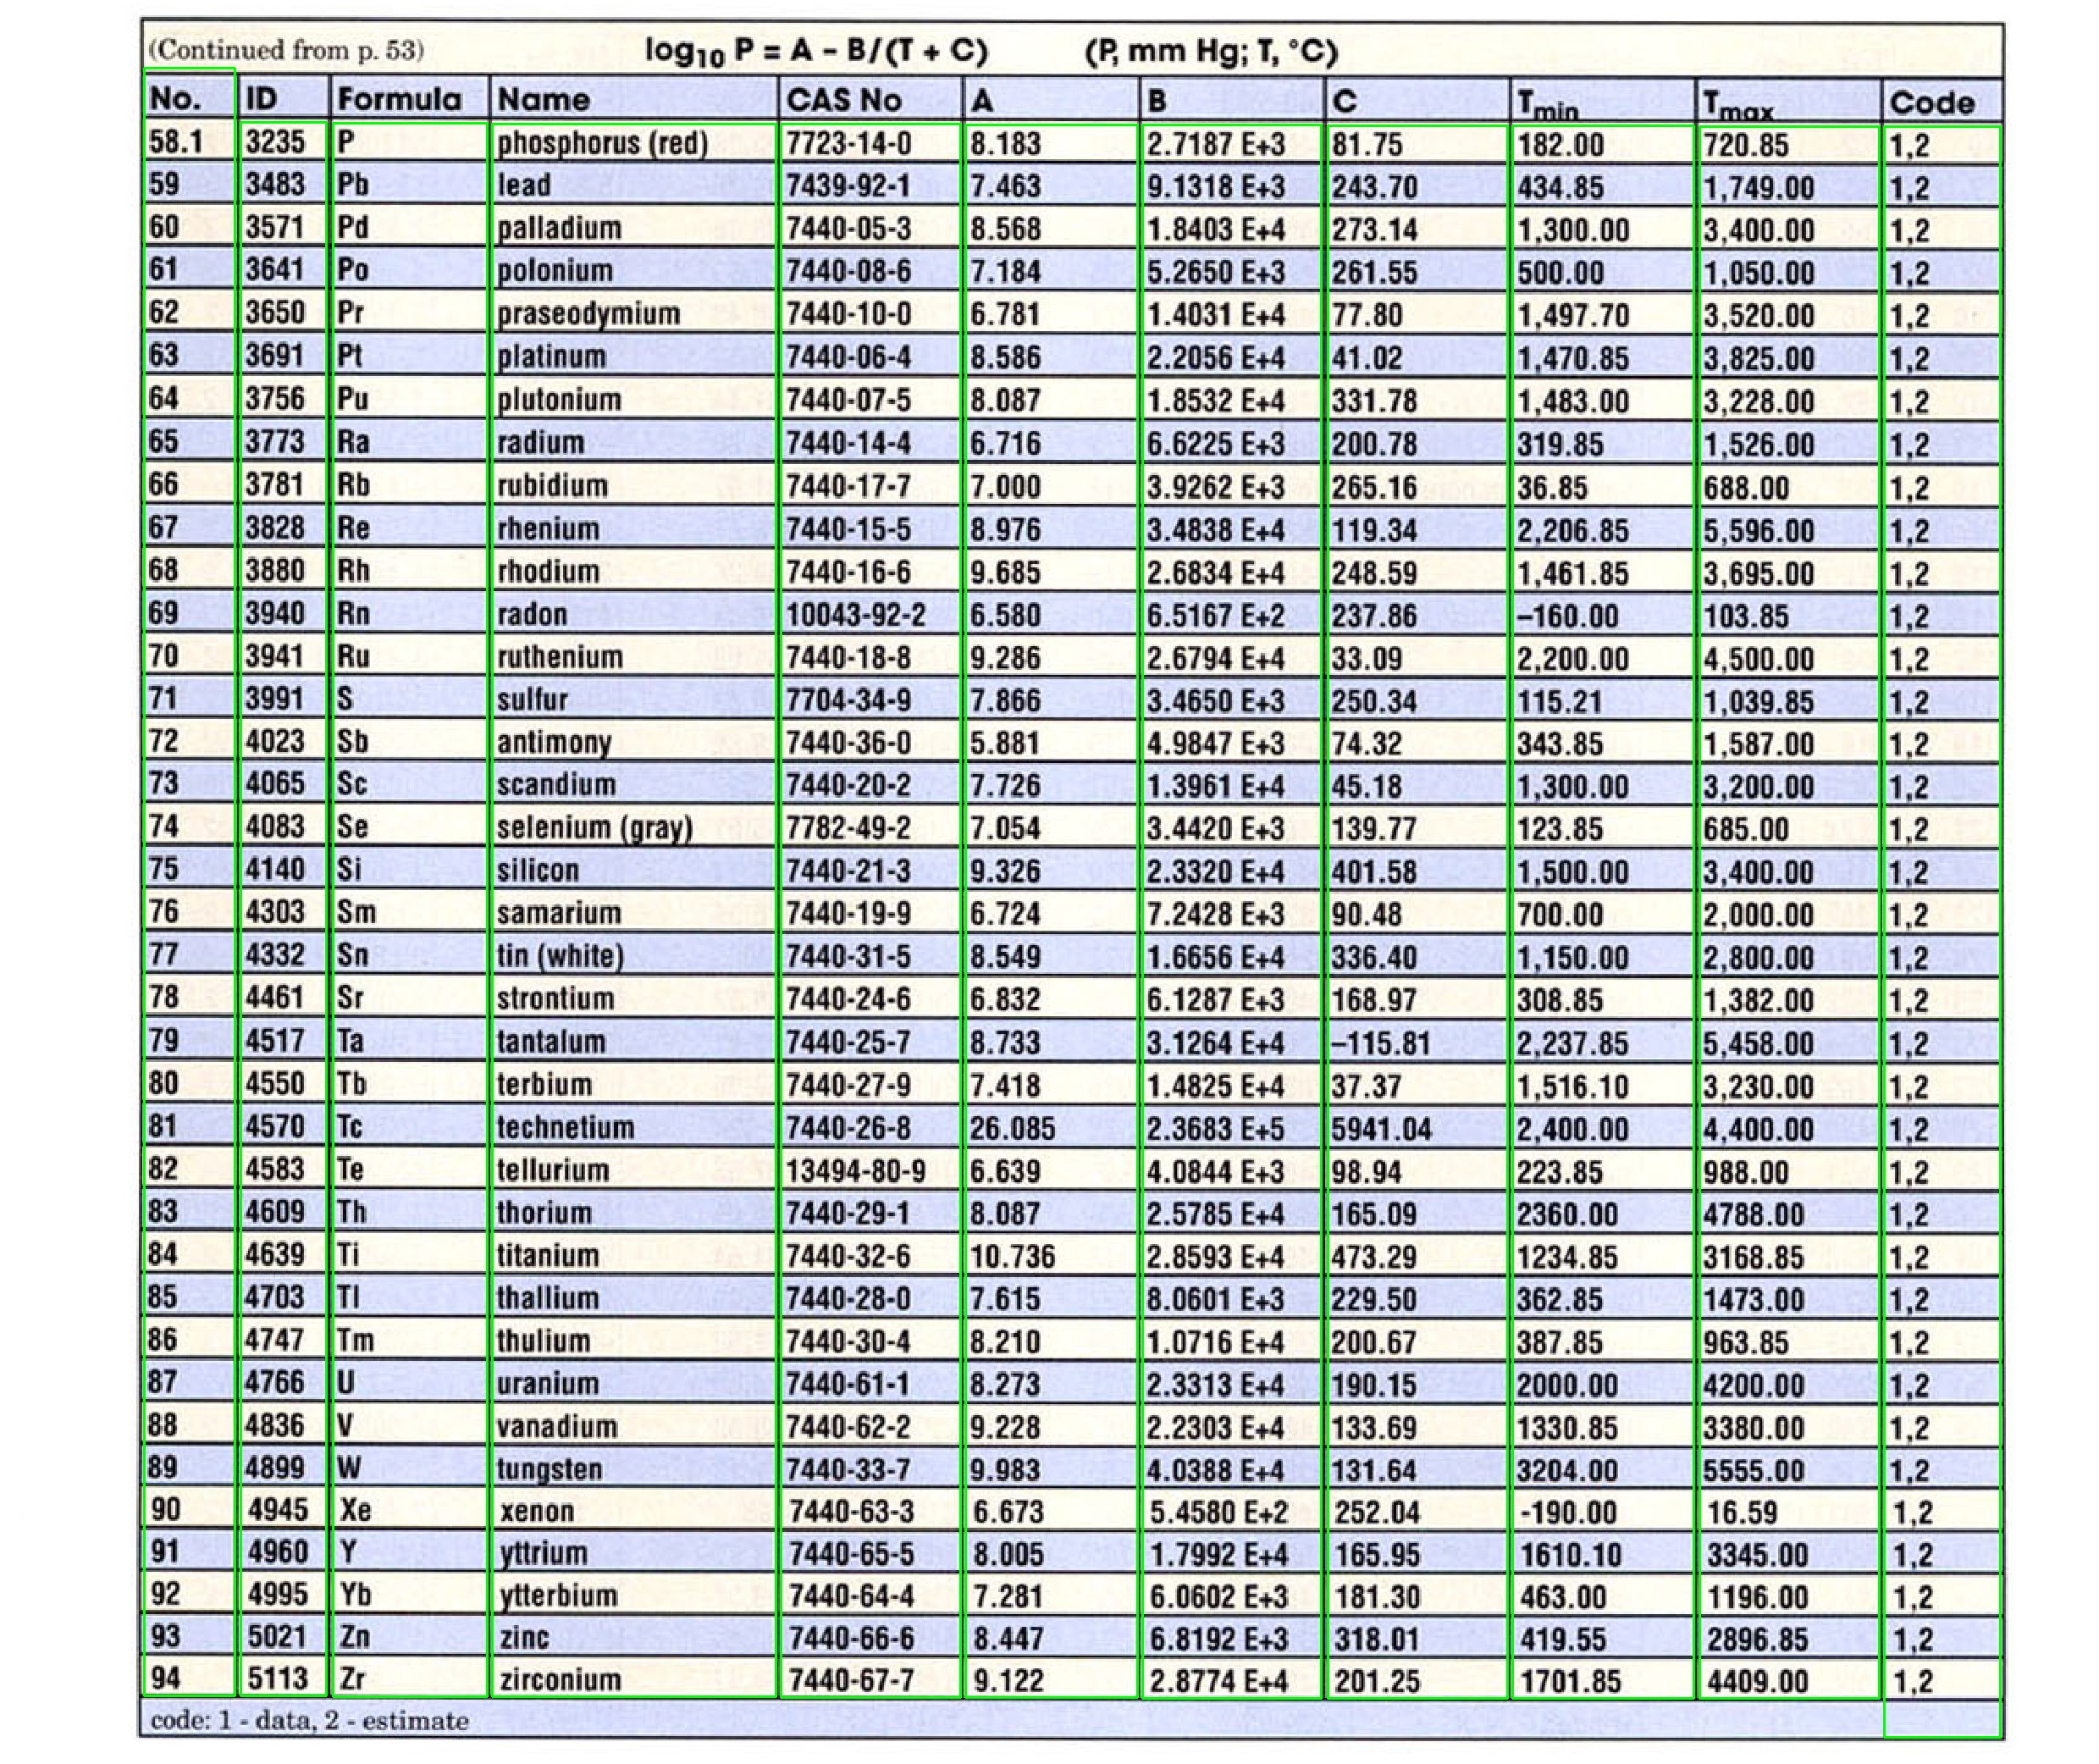 (Continued from p. 53) log10 P = A - B/(T + C) (P, mm Hg; T, °C)
No. ID Formula Name CAS No A B C Tmin Tmax Code
58.1 3235 P phosphorus (red) 7723-14-0 8.183 2.7187 E+3 81.75 182.00 720.85 1,2
59 3483 Pb lead 7439-92-1 7.463 9.1318 E+3 243.70 434.85 1,749.00 1,2
60 3571 Pd palladium 7440-05-3 8.568 1.8403 E+4 273.14 1,300.00 3,400.00 1,2
61 3641 Po polonium 7440-08-6 7.184 5.2650 E+3 261.55 500.00 1,050.00 1,2
62 3650 Pr praseodymium 7440-10-0 6.781 1.4031 E+4 77.80 1,497.70 3,520.00 1,2
63 3691 Pt platinum 7440-06-4 8.586 2.2056 E+4 41.02 1,470.85 3,825.00 1,2
64 3756 Pu plutonium 7440-07-5 8.087 1.8532 E+4 331.78 1,483.00 3,228.00 1,2
65 3773 Ra radium 7440-14-4 6.716 6.6225 E+3 200.78 319.85 1,526.00 1,2
66 3781 Rb rubidium 7440-17-7 7.000 3.9262 E+3 265.16 36.85 688.00 1,2
67 3828 Re rhenium 7440-15-5 8.976 3.4838 E+4 119.34 2,206.85 5,596.00 1,2
68 3880 Rh rhodium 7440-16-6 9.685 2.6834 E+4 248.59 1,461.85 3,695.00 1,2
69 3940 Rn radon 10043-92-2 6.580 6.5167 E+2 237.86 –160.00 103.85 1,2
70 3941 Ru ruthenium 7440-18-8 9.286 2.6794 E+4 33.09 2,200.00 4,500.00 1,2
71 3991 S sulfur 7704-34-9 7.866 3.4650 E+3 250.34 115.21 1,039.85 1,2
72 4023 Sb antimony 7440-36-0 5.881 4.9847 E+3 74.32 343.85 1,587.00 1,2
73 4065 Sc scandium 7440-20-2 7.726 1.3961 E+4 45.18 1,300.00 3,200.00 1,2
74 4083 Se selenium (gray) 7782-49-2 7.054 3.4420 E+3 139.77 123.85 685.00 1,2
75 4140 Si silicon 7440-21-3 9.326 2.3320 E+4 401.58 1,500.00 3,400.00 1,2
76 4303 Sm samarium 7440-19-9 6.724 7.2428 E+3 90.48 700.00 2,000.00 1,2
77 4332 Sn tin (white) 7440-31-5 8.549 1.6656 E+4 336.40 1,150.00 2,800.00 1,2
78 4461 Sr strontium 7440-24-6 6.832 6.1287 E+3 168.97 308.85 1,382.00 1,2
79 4517 Ta tantalum 7440-25-7 8.733 3.1264 E+4 –115.81 2,237.85 5,458.00 1,2
80 4550 Tb terbium 7440-27-9 7.418 1.4825 E+4 37.37 1,516.10 3,230.00 1,2
81 4570 Tc technetium 7440-26-8 26.085 2.3683 E+5 5941.04 2,400.00 4,400.00 1,2
82 4583 Te tellurium 13494-80-9 6.639 4.0844 E+3 98.94 223.85 988.00 1,2
83 4609 Th thorium 7440-29-1 8.087 2.5785 E+4 165.09 2360.00 4788.00 1,2
84 4639 Ti titanium 7440-32-6 10.736 2.8593 E+4 473.29 1234.85 3168.85 1,2
85 4703 Tl thallium 7440-28-0 7.615 8.0601 E+3 229.50 362.85 1473.00 1,2
86 4747 Tm thulium 7440-30-4 8.210 1.0716 E+4 200.67 387.85 963.85 1,2
87 4766 U uranium 7440-61-1 8.273 2.3313 E+4 190.15 2000.00 4200.00 1,2
88 4836 V vanadium 7440-62-2 9.228 2.2303 E+4 133.69 1330.85 3380.00 1,2
89 4899 W tungsten 7440-33-7 9.983 4.0388 E+4 131.64 3204.00 5555.00 1,2
90 4945 Xe xenon 7440-63-3 6.673 5.4580 E+2 252.04 -190.00 16.59 1,2
91 4960 Y yttrium 7440-65-5 8.005 1.7992 E+4 165.95 1610.10 3345.00 1,2
92 4995 Yb ytterbium 7440-64-4 7.281 6.0602 E+3 181.30 463.00 1196.00 1,2
93 5021 Zn zinc 7440-66-6 8.447 6.8192 E+3 318.01 419.55 2896.85 1,2
94 5113 Zr zirconium 7440-67-7 9.122 2.8774 E+4 201.25 1701.85 4409.00 1,2
code: 1 - data, 2 - estimate